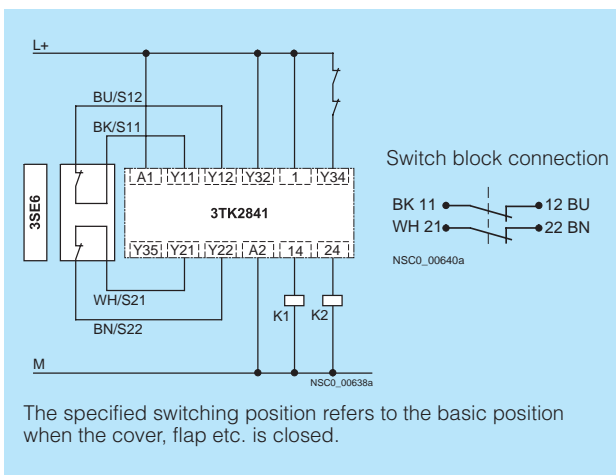 L+
BU/S12
BK/S11
3SE6
A1 Y11 Y12 Y32 1 Y34
3TK2841
Y35 Y21 Y22 A2 14 24
WH/S21
BN/S22
K1 K2
M
NSC0_00638a
Switch block connection
BK 11 12 BU
WH 21 22 BN
NSC0_00640a
The specified switching position refers to the basic position
when the cover, flap etc. is closed.